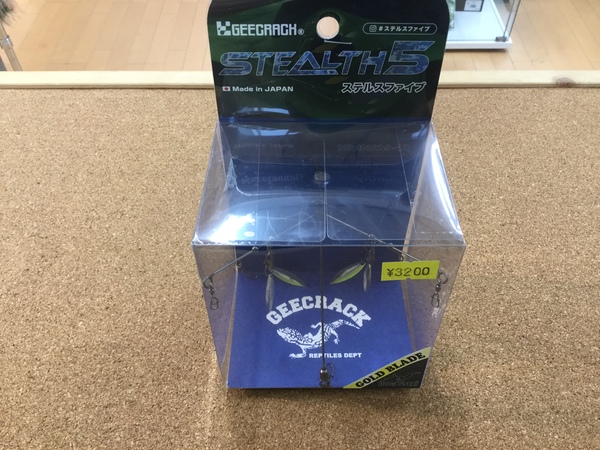 GEECRACK®
#ステルスファイブ
STEALTH5
Made in JAPAN
ステルスファイブ
¥3200
GEECRACK
REPTILES DEPT
GOLD BLADE